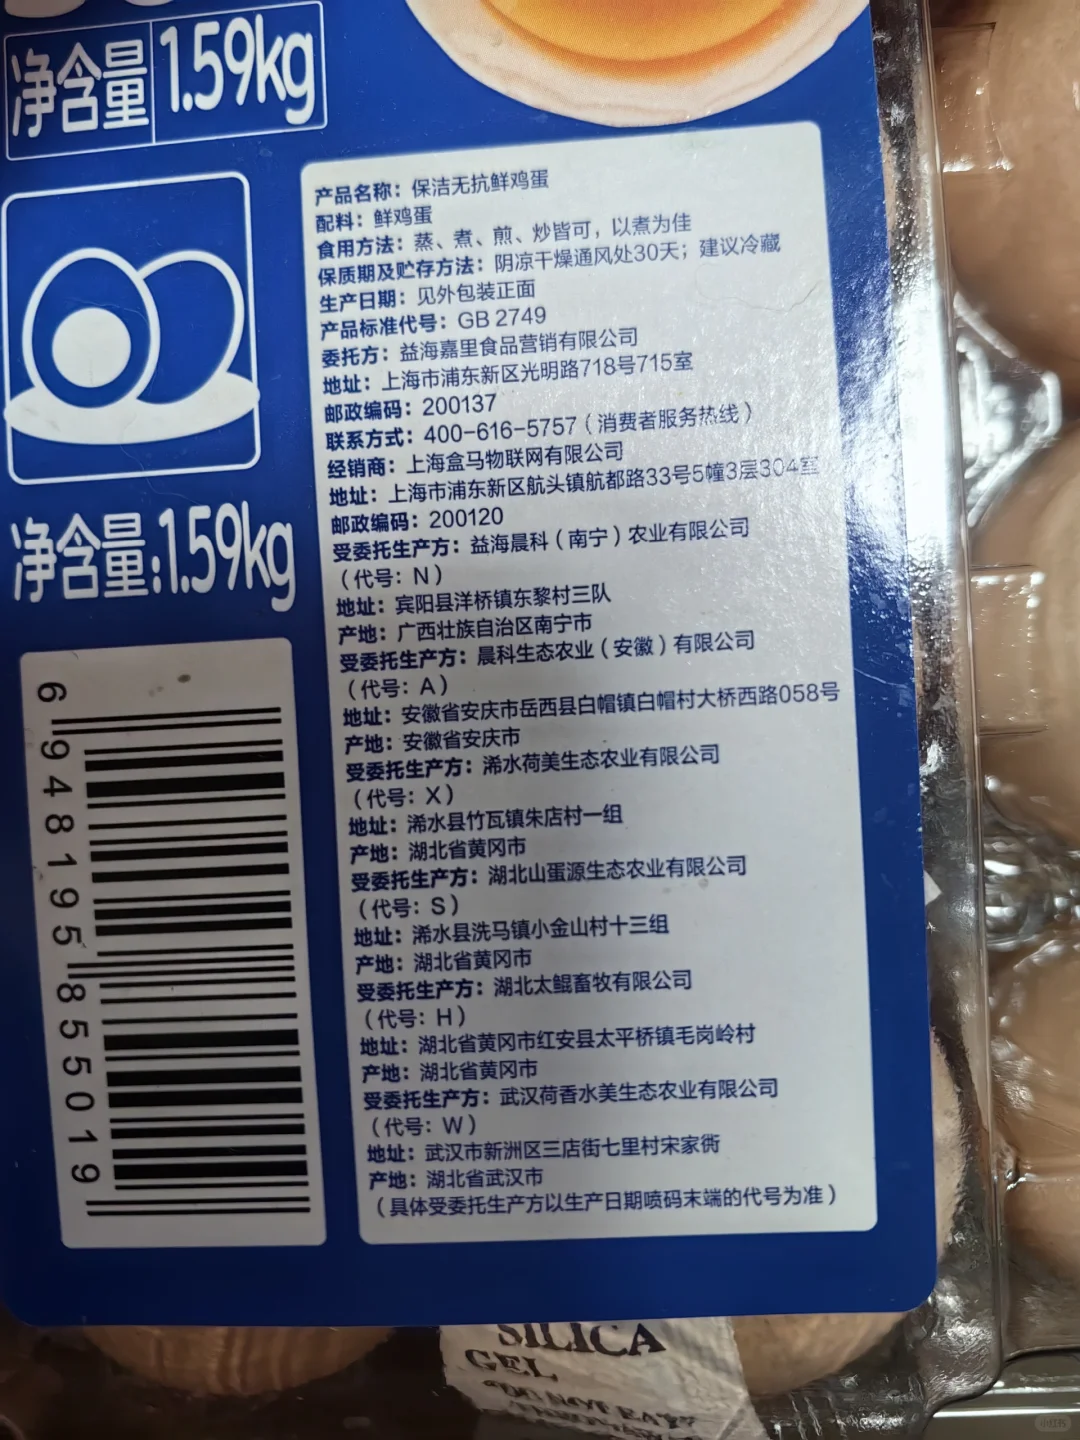 净含量 1.59kg
产品名称：保洁无抗鲜鸡蛋
配料：鲜鸡蛋
食用方法：蒸、煮、煎、炒皆可，以煮为佳
保质期及贮存方法：阴凉干燥通风处30天；建议冷藏
生产日期：见外包装正面
产品标准代号：GB 2749
委托方：益海嘉里食品营销有限公司
地址：上海市浦东新区光明路718号715室
邮政编码：200137
联系方式：400-616-5757（消费者服务热线）
经销商：上海盒马物联网有限公司
地址：上海市浦东新区航头镇航都路33号5幢3层304室
邮政编码：200120
受委托生产方：益海晨科（南宁）农业有限公司
（代号：N）
地址：宾阳县洋桥镇东黎村三队
产地：广西壮族自治区南宁市
受委托生产方：晨科生态农业（安徽）有限公司
（代号：A）
地址：安徽省安庆市岳西县白帽镇白帽村大桥西路058号
产地：安徽省安庆市
受委托生产方：浠水荷美生态农业有限公司
（代号：X）
地址：浠水县竹瓦镇朱店村一组
产地：湖北省黄冈市
受委托生产方：湖北山蛋源生态农业有限公司
（代号：S）
地址：浠水县洗马镇小金山村十三组
产地：湖北省黄冈市
受委托生产方：湖北太鲲畜牧有限公司
（代号：H）
地址：湖北省黄冈市红安县太平桥镇毛岗岭村
产地：湖北省黄冈市
受委托生产方：武汉荷香水美生态农业有限公司
（代号：W）
地址：武汉市新洲区三店街七里村宋家衖
产地：湖北省武汉市
（具体受委托生产方以生产日期喷码末端的代号为准）
净含量:1.59kg
6 948195 855019
SILICA
GEL
DO NOT EAT
小红书